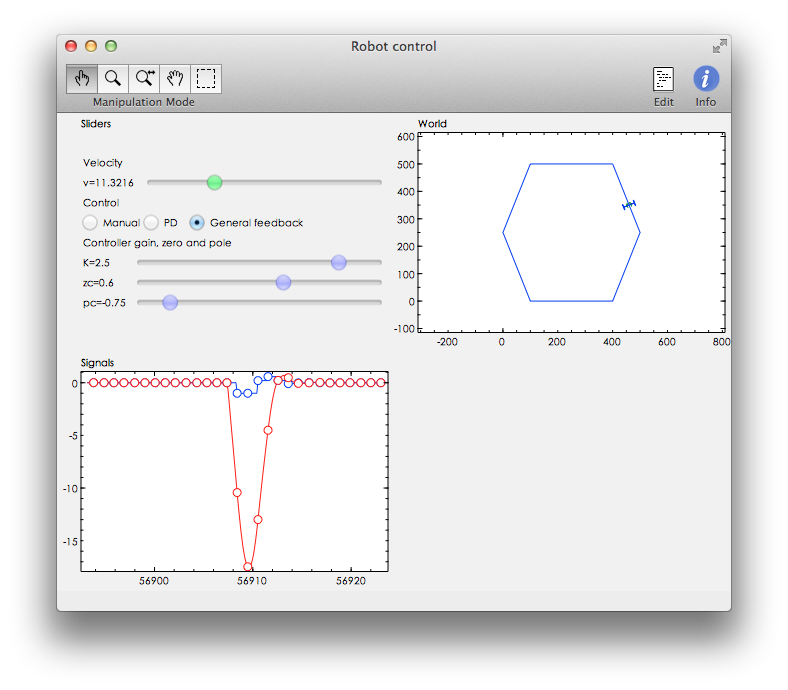 Robot control
Manipulation Mode
Edit
Info
Sliders
Velocity
v=11.3216
Control
Manual PD General feedback
Controller gain, zero and pole
K=2.5
zc=0.6
pc=-0.75
World
600
500
400
300
200
100
0
-100
-200 0 200 400 600 800
Signals
0
-5
-10
-15
56900 56910 56920